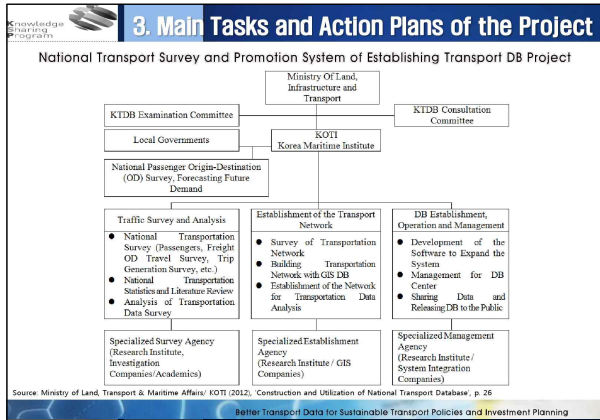 Knowledge
Sharing
Program
3. Main Tasks and Action Plans of the Project
National Transport Survey and Promotion System of Establishing Transport DB Project
Ministry Of Land,
Infrastructure and
Transport
KTDB Examination Committee
KTDB Consultation
Committee
Local Governments
KOTI
Korea Maritime Institute
National Passenger Origin-Destination
(OD) Survey, Forecasting Future
Demand
Traffic Survey and Analysis
● National Transportation
Survey (Passengers, Freight
OD Travel Survey, Trip
Generation Survey, etc.)
● National Transportation
Statistics and Literature Review
● Analysis of Transportation
Data Survey
Establishment of the Transport
Network
● Survey of Transportation
Network
● Building Transportation
Network with GIS DB
● Establishment of the Network
for Transportation Data
Analysis
DB Establishment,
Operation and Management
● Development of the
Software to Expand the
System
● Management for DB
Center
● Sharing Data and
Releasing DB to the Public
Specialized Survey Agency
(Research Institute,
Investigation
Companies/Academics)
Specialized Establishment
Agency
(Research Institute / GIS
Companies)
Specialized Management
Agency
(Research Institute /
System Integration
Companies)
Source: Ministry of Land, Transport & Maritime Affairs/ KOTI (2012), 'Construction and Utilization of National Transport Database', p. 26
Better Transport Data for Sustainable Transport Policies and Investment Planning